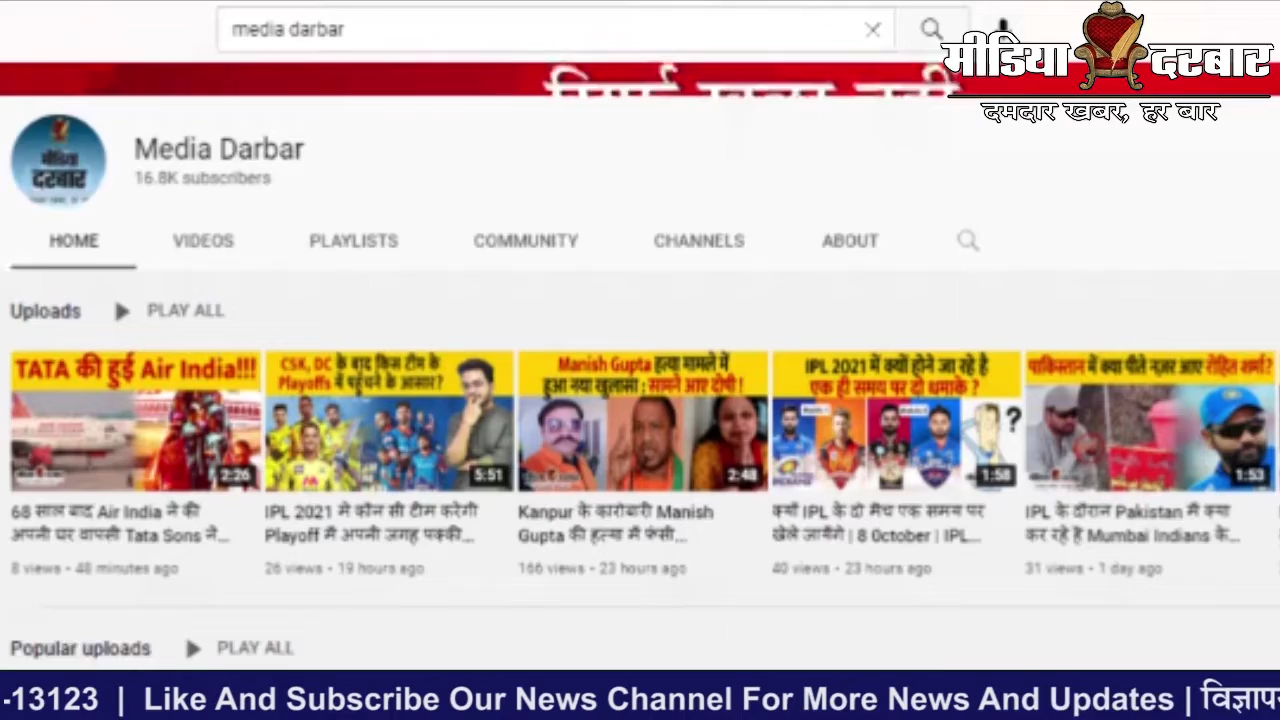 media darbar
मीडिया दरबार
दमदार खबर, हर बार
मीडिया
दरबार
Media Darbar
16.8K subscribers
HOME VIDEOS PLAYLISTS COMMUNITY CHANNELS ABOUT
Uploads PLAY ALL
TATA की हुई Air India!!!
2:26
CSK, DC के बाद किस टीम के
Playoffs में पहुंचने के आसार?
5:51
Manish Gupta हत्या मामले में
हुआ नया खुलासा : सामने आए दोषी !
2:48
IPL 2021 में क्यों होने जा रहे है
एक ही समय पर दो धमाके ?
?
1:58
पाकिस्तान में क्या पीते नज़र आए रोहित शर्मा?
1:53
68 साल बाद Air India ने की
अपनी घर वापसी Tata Sons ने...
8 views • 48 minutes ago
IPL 2021 में कौन सी टीम करेगी
Playoff में अपनी जगह पक्की...
26 views • 19 hours ago
Kanpur के कारोबारी Manish
Gupta की हत्या में फंसी...
166 views • 23 hours ago
क्यों IPL के दो मैच एक समय पर
खेले जायेंगे | 8 October | IPL...
40 views • 23 hours ago
IPL के दौरान Pakistan में क्या
कर रहे हैं Mumbai Indians के...
31 views • 1 day ago
Popular uploads PLAY ALL
-13123 | Like And Subscribe Our News Channel For More News And Updates | विज्ञाप